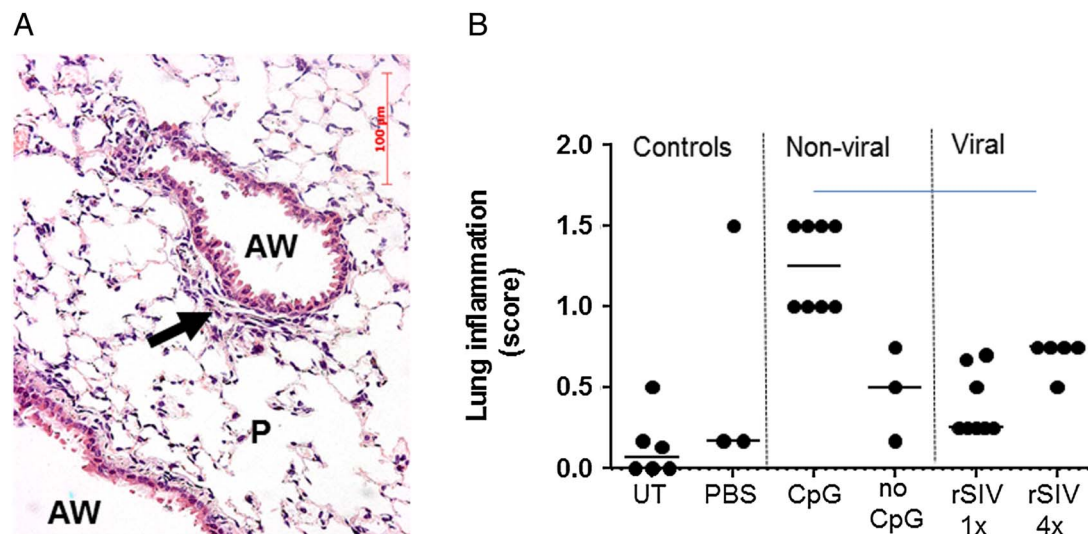 A
100 µm
AW
P
AW
B
Lung inflammation
(score)
Controls Non-viral Viral
2.0
1.5
1.0
0.5
0.0
UT PBS CpG no CpG rSIV 1x rSIV 4x